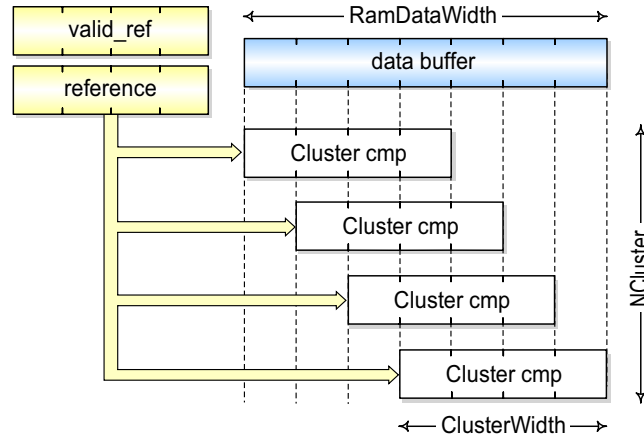 RamDataWidth
valid_ref
data buffer
reference
Cluster cmp
Cluster cmp
Cluster cmp
Cluster cmp
NCluster
ClusterWidth